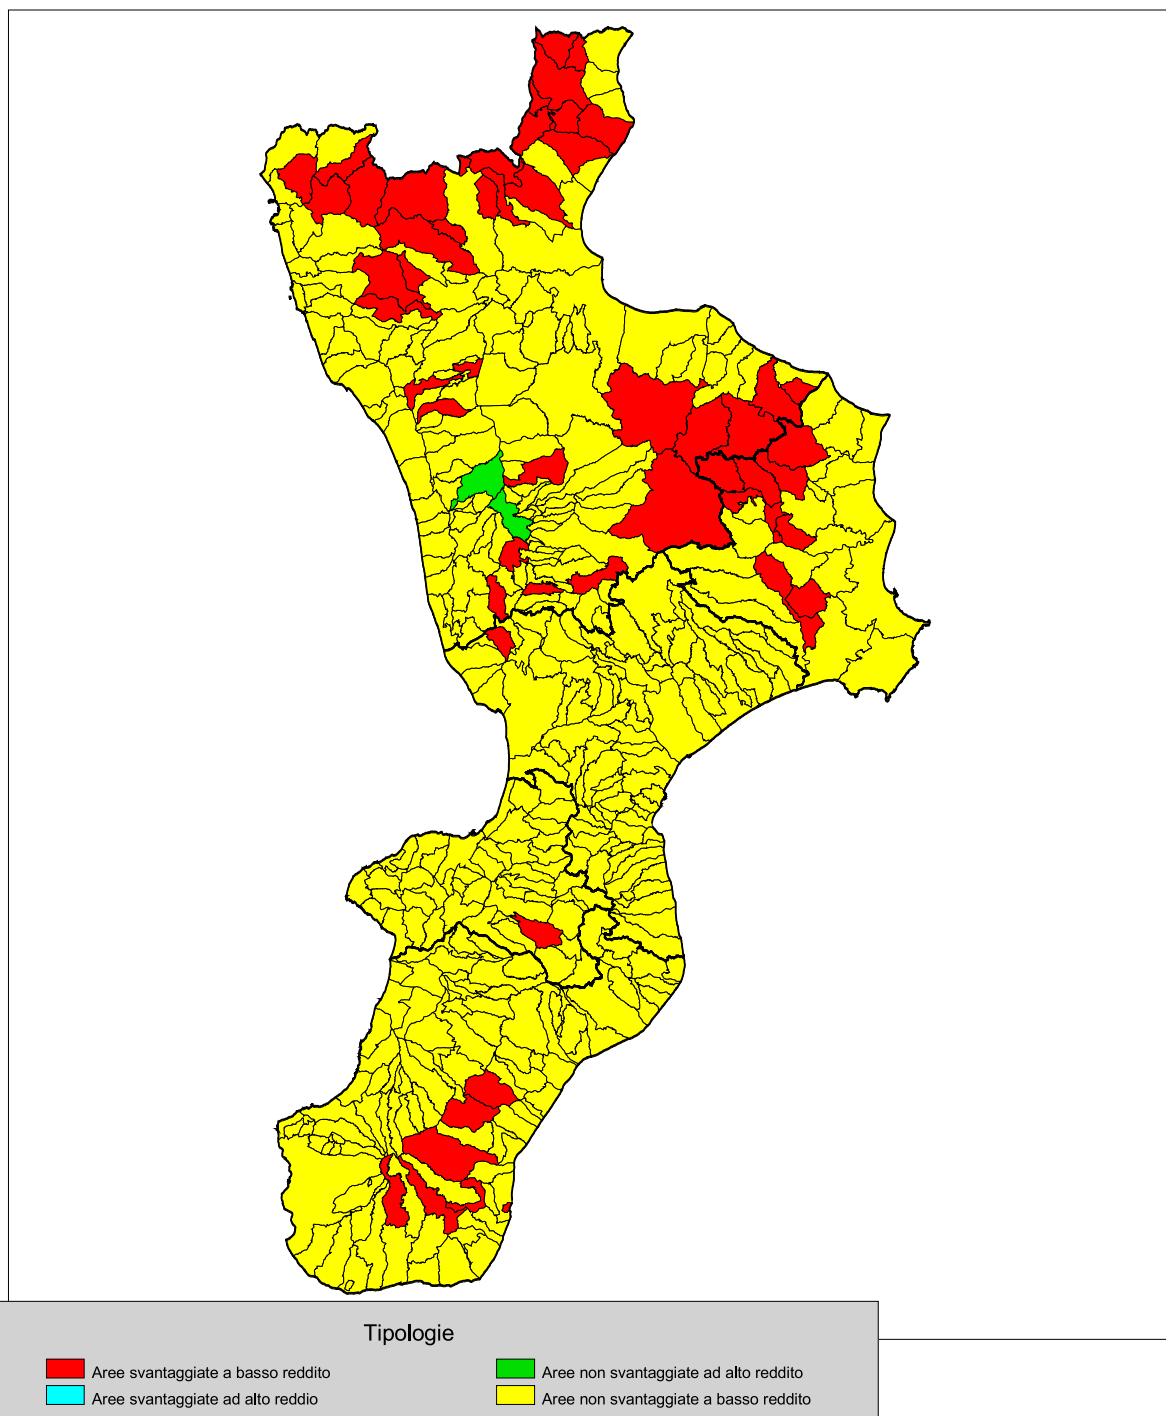 Tipologie
Aree svantaggiate a basso reddito
Aree non svantaggiate ad alto reddito
Aree svantaggiate ad alto reddio
Aree non svantaggiate a basso reddito